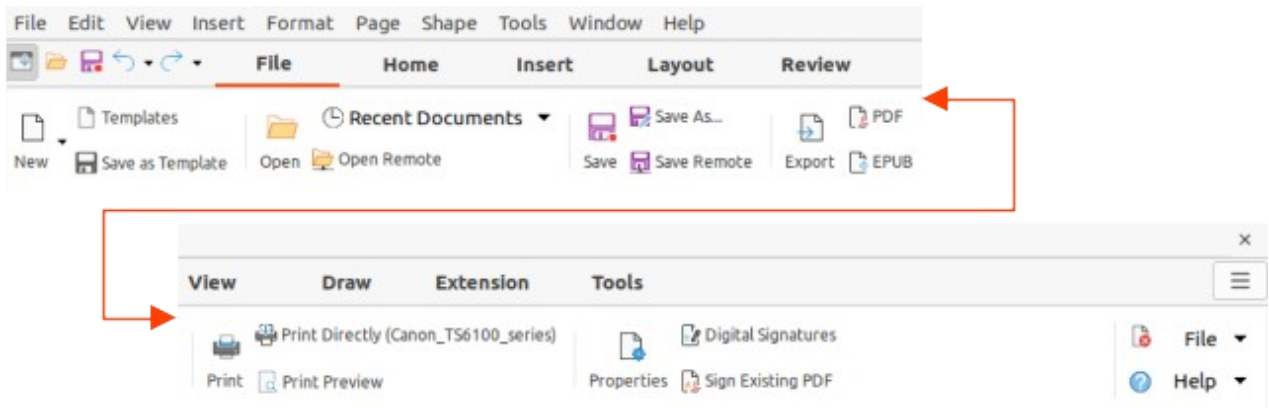 File Edit View Insert Format Page Shape Tools Window Help
File Home Insert Layout Review
Templates Recent Documents Save As... PDF
New Save as Template Open Open Remote Save Save Remote Export EPUB
View Draw Extension Tools
Print Directly (Canon_TS6100_series) Digital Signatures File
Print Print Preview Properties Sign Existing PDF Help